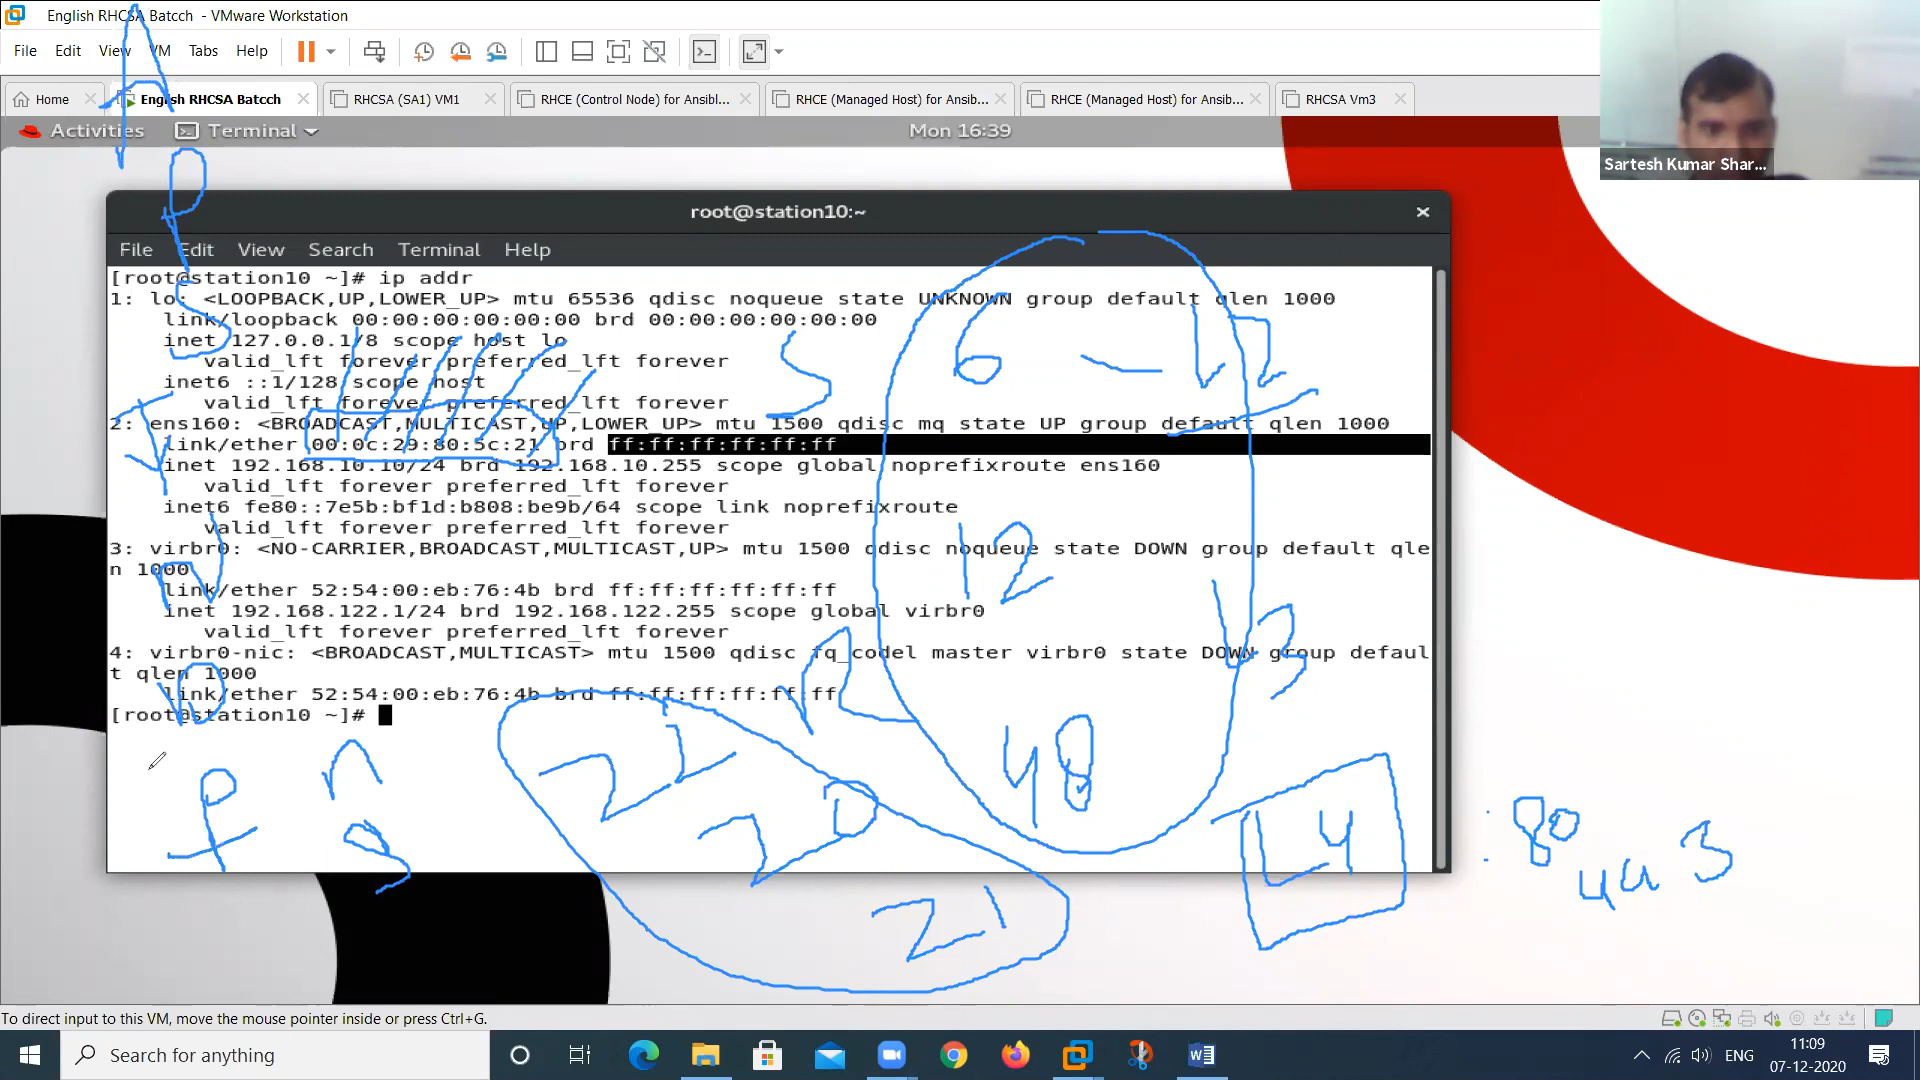 English RHCSA Batcch - VMware Workstation
File Edit View VM Tabs Help
Home English RHCSA Batcch RHCSA (SA1) VM1 RHCE (Control Node) for Ansibl... RHCE (Managed Host) for Ansib... RHCE (Managed Host) for Ansib... RHCSA Vm3
Activities Terminal Mon 16:39
Sartesh Kumar Shar...
root@station10:~
File Edit View Search Terminal Help
[root@station10 ~]# ip addr
1: lo: <LOOPBACK,UP,LOWER_UP> mtu 65536 qdisc noqueue state UNKNOWN group default qlen 1000
link/loopback 00:00:00:00:00:00 brd 00:00:00:00:00:00
inet 127.0.0.1/8 scope host lo
valid_lft forever preferred_lft forever
inet6 ::1/128 scope host
valid_lft forever preferred_lft forever
2: ens160: <BROADCAST,MULTICAST,UP,LOWER_UP> mtu 1500 qdisc mq state UP group default qlen 1000
link/ether 00:0c:29:80:5c:21 brd ff:ff:ff:ff:ff:ff
inet 192.168.10.10/24 brd 192.168.10.255 scope global noprefixroute ens160
valid_lft forever preferred_lft forever
inet6 fe80::7e5b:bf1d:b808:be9b/64 scope link noprefixroute
valid_lft forever preferred_lft forever
3: virbr0: <NO-CARRIER,BROADCAST,MULTICAST,UP> mtu 1500 qdisc noqueue state DOWN group default qle
n 1000
link/ether 52:54:00:eb:76:4b brd ff:ff:ff:ff:ff:ff
inet 192.168.122.1/24 brd 192.168.122.255 scope global virbr0
valid_lft forever preferred_lft forever
4: virbr0-nic: <BROADCAST,MULTICAST> mtu 1500 qdisc fq_codel master virbr0 state DOWN group defaul
t qlen 1000
link/ether 52:54:00:eb:76:4b brd ff:ff:ff:ff:ff:ff
[root@station10 ~]#
A
P
S
T
N
D
P
S
6 - L2
12
L3
48
L4
:80
443
22
20
21
To direct input to this VM, move the mouse pointer inside or press Ctrl+G.
Search for anything
ENG
11:09
07-12-2020